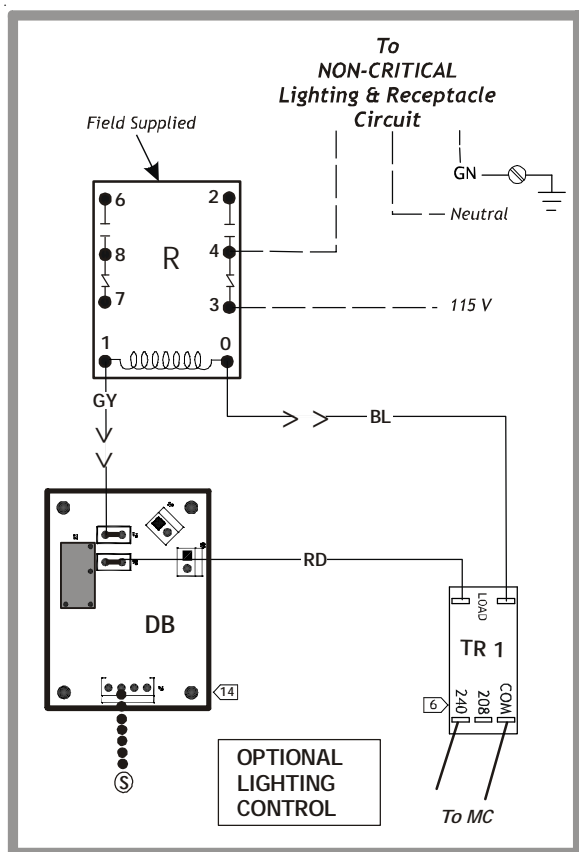 To
NON-CRITICAL
Lighting & Receptacle
Circuit
Field Supplied
GN
Neutral
6
2
8
R
4
7
3
115 V
1
0
GY
BL
RD
DB
14
LOAD
TR 1
6
240
208
COM
S
OPTIONAL
LIGHTING
CONTROL
To MC